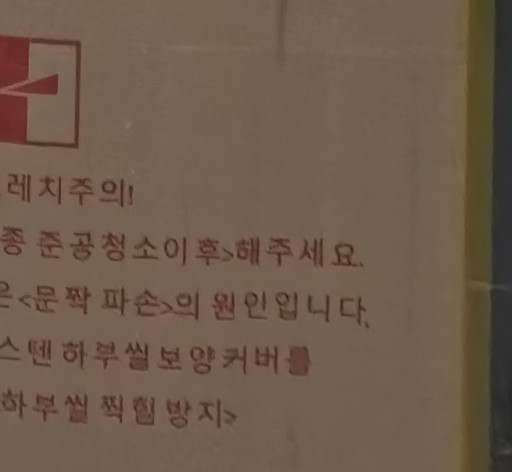 레치주의!
종 준공청소이후>해주세요.
은<문짝 파손>의 원인입니다.
스텐하부씰보양커버를
하부씰 찍힘방지>